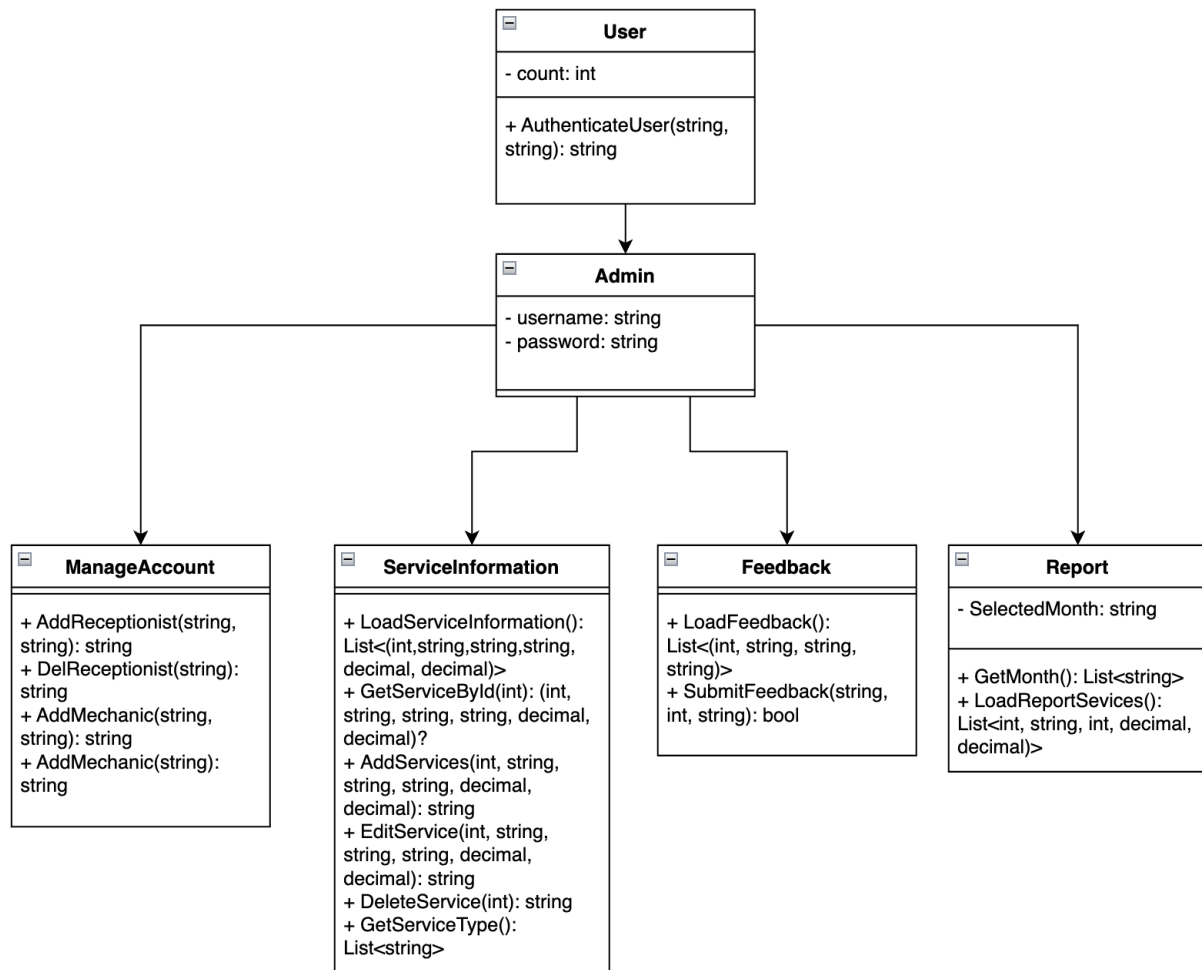 User
- count: int
+ AuthenticateUser(string,
string): string
Admin
- username: string
- password: string
ManageAccount
+ AddReceptionist(string,
string): string
+ DelReceptionist(string):
string
+ AddMechanic(string,
string): string
+ AddMechanic(string):
string
ServiceInformation
+ LoadServiceInformation():
List<(int,string,string,string,
decimal, decimal)>
+ GetServiceById(int): (int,
string, string, string, decimal,
decimal)?
+ AddServices(int, string,
string, string, decimal,
decimal): string
+ EditService(int, string,
string, string, decimal,
decimal): string
+ DeleteService(int): string
+ GetServiceType():
List<string>
Feedback
+ LoadFeedback():
List<(int, string, string,
string)>
+ SubmitFeedback(string,
int, string): bool
Report
- SelectedMonth: string
+ GetMonth(): List<string>
+ LoadReportSevices():
List<int, string, int, decimal,
decimal)>